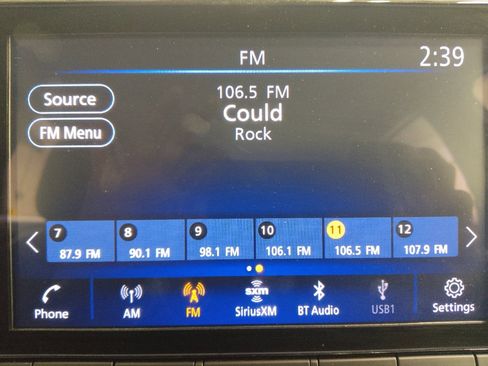 FM
2:39
Source
106.5 FM
Could
Rock
FM Menu
7 8 9 10 11 12
87.9 FM 90.1 FM 98.1 FM 106.1 FM 106.5 FM 107.9 FM
Phone AM FM sxm SiriusXM BT Audio USB1 Settings